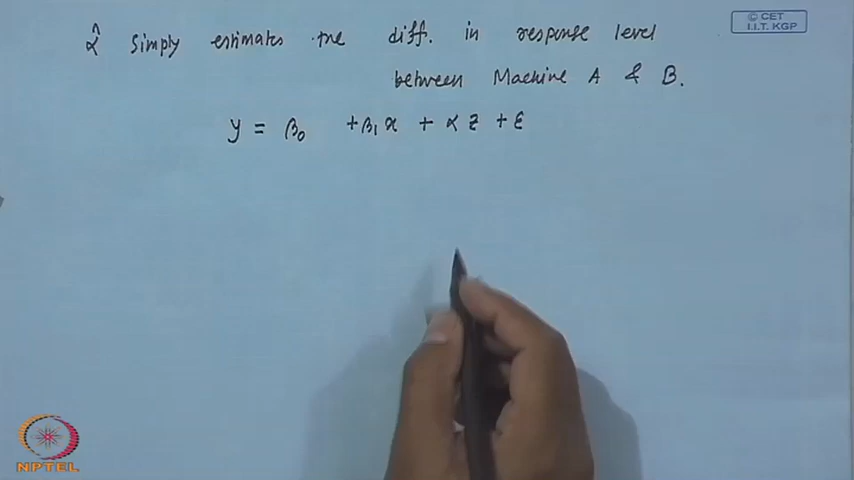 α̂ Simply estimates the diff. in response level
between Machine A & B.
y = β₀ + β₁x + αz + ε
© CET
I.I.T. KGP
NPTEL